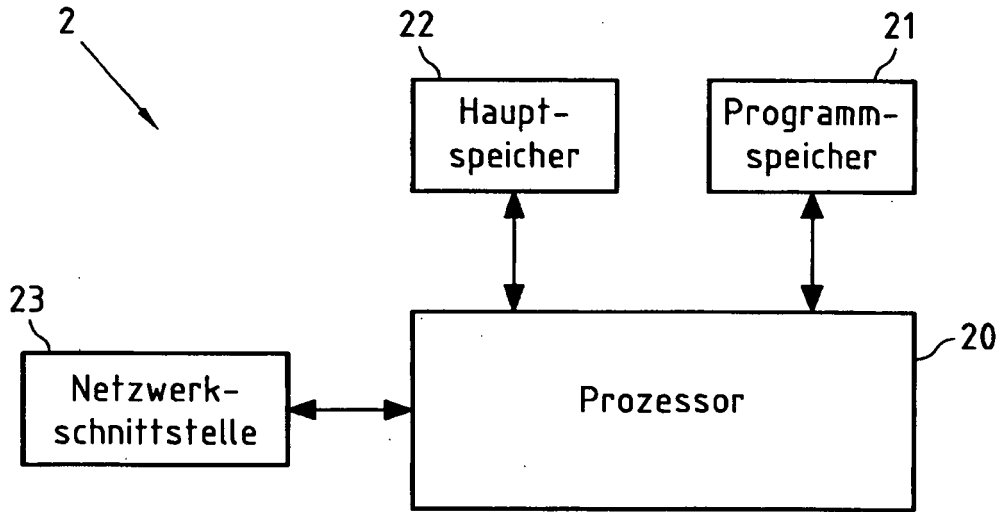 2
22
21
Haupt-
speicher
Programm-
speicher
23
20
Netzwerk-
schnittstelle
Prozessor